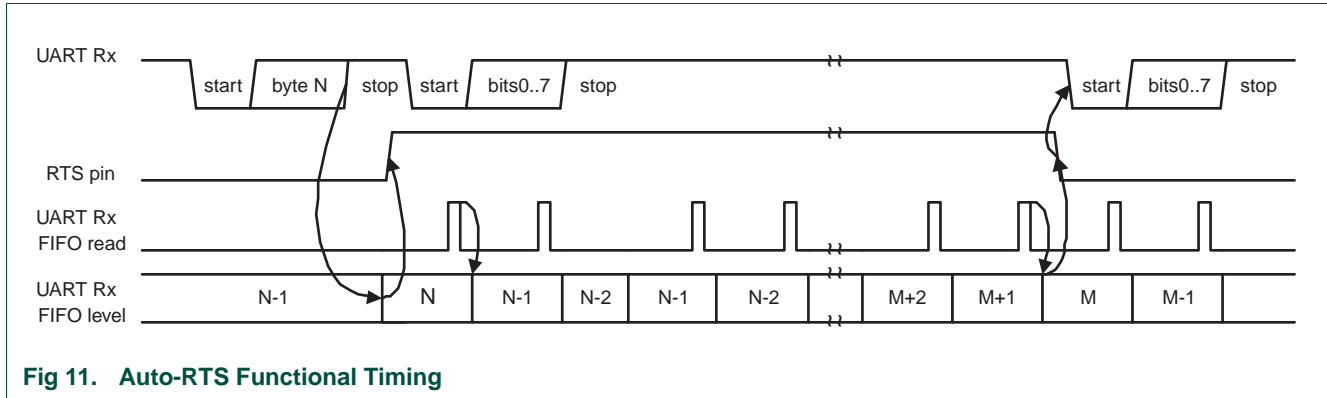 UART Rx
start byte N stop start bits0..7 stop start bits0..7 stop
RTS pin
UART Rx
FIFO read
UART Rx
FIFO level
N-1 N N-1 N-2 N-1 N-2 M+2 M+1 M M-1
Fig 11. Auto-RTS Functional Timing